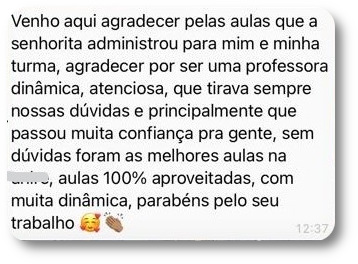 Venho aqui agradecer pelas aulas que a
senhorita administrou para mim e minha
turma, agradecer por ser uma professora
dinâmica, atenciosa, que tirava sempre
nossas dúvidas e principalmente que
passou muita confiança pra gente, sem
dúvidas foram as melhores aulas na
, aulas 100% aproveitadas, com
muita dinâmica, parabéns pelo seu
trabalho 🥰👏🏽
12:37